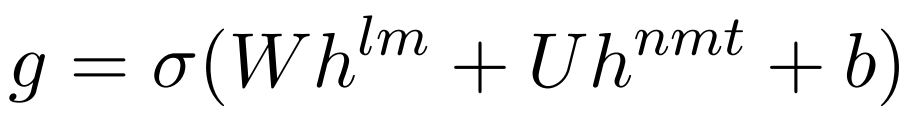 g = σ(Wh^{lm} + Uh^{nmt} + b)